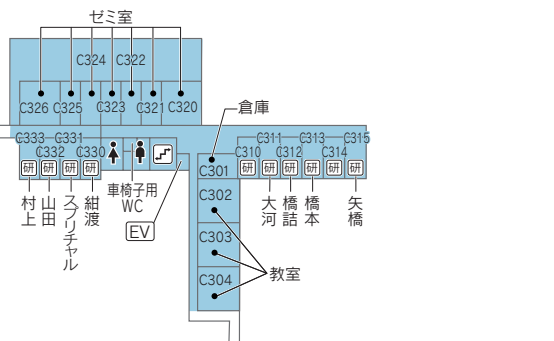 ゼミ室
C324 C322
C326 C325 C323 C321 C320
倉庫
C333 C331
C332 C330
C311 C313 C315
C310 C312 C314
C301
研 研 研 研
研 研 研 研 研 研
村上
山田
スプリチャル
紺渡
車椅子用
WC
EV
大河
橋詰
橋本
矢橋
C302
C303
C304
教室